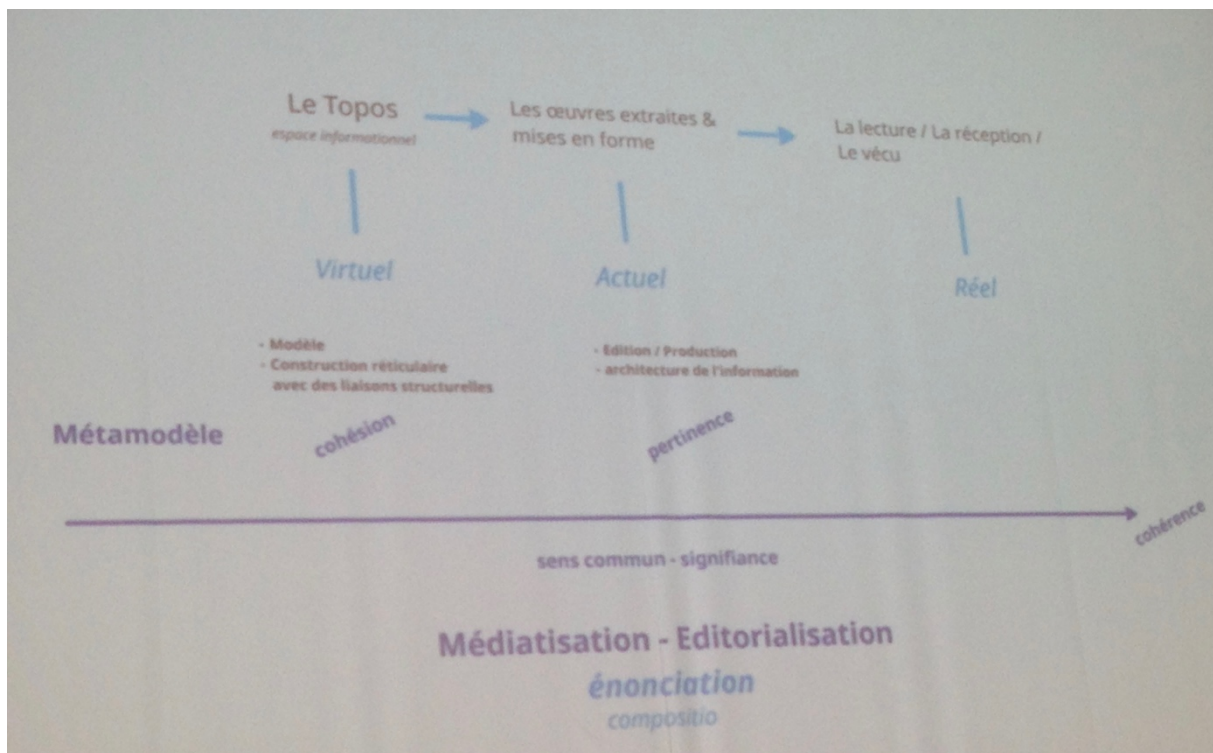 Le Topos
espace informationnel
Les œuvres extraites &
mises en forme
La lecture / La réception /
Le vécu
Virtuel
Actuel
Réel
- Modèle
- Construction réticulaire
avec des liaisons structurelles
- Edition / Production
- architecture de l'information
Métamodèle
cohésion
pertinence
cohérence
sens commun - signifiance
Médiatisation - Editorialisation
énonciation
compositio